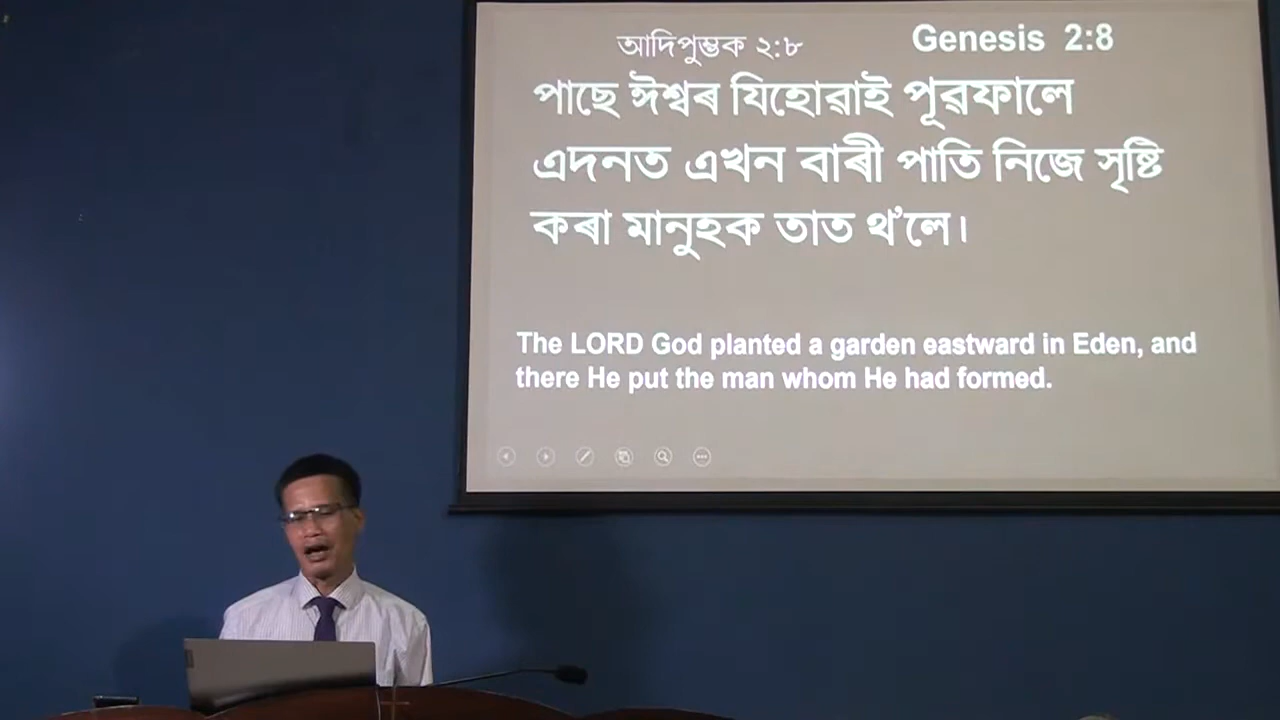 আদিপুস্তক ২:৮ Genesis 2:8
পাছে ঈশ্বৰ যিহোৱাই পূৱফালে
এদনত এখন বাৰী পাতি নিজে সৃষ্টি
কৰা মানুহক তাত থ'লে।
The LORD God planted a garden eastward in Eden, and
there He put the man whom He had formed.